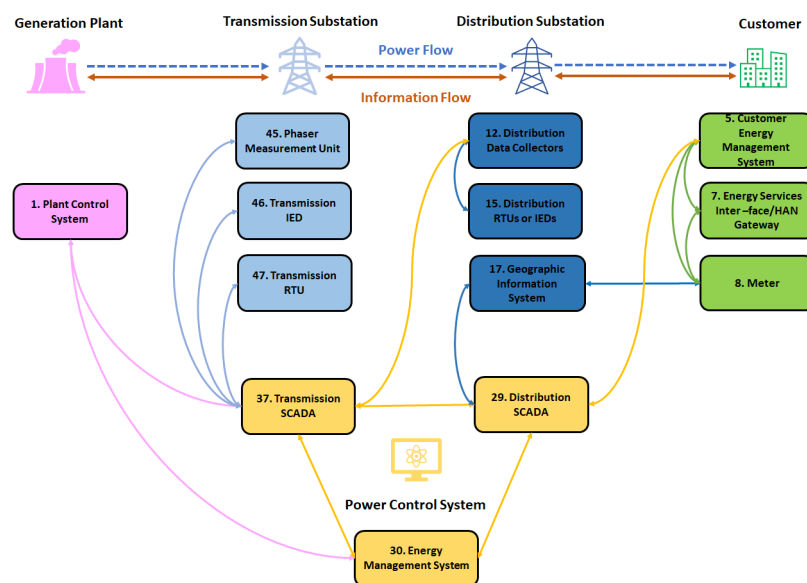 Generation Plant
Transmission Substation
Distribution Substation
Customer
Power Flow
Information Flow
45. Phaser
Measurement Unit
12. Distribution
Data Collectors
5. Customer
Energy
Management
System
1. Plant Control
System
46. Transmission
IED
15. Distribution
RTUs or IEDs
7. Energy Services
Inter –face/HAN
Gateway
47. Transmission
RTU
17. Geographic
Information
System
8. Meter
37. Transmission
SCADA
29. Distribution
SCADA
Power Control System
30. Energy
Management System